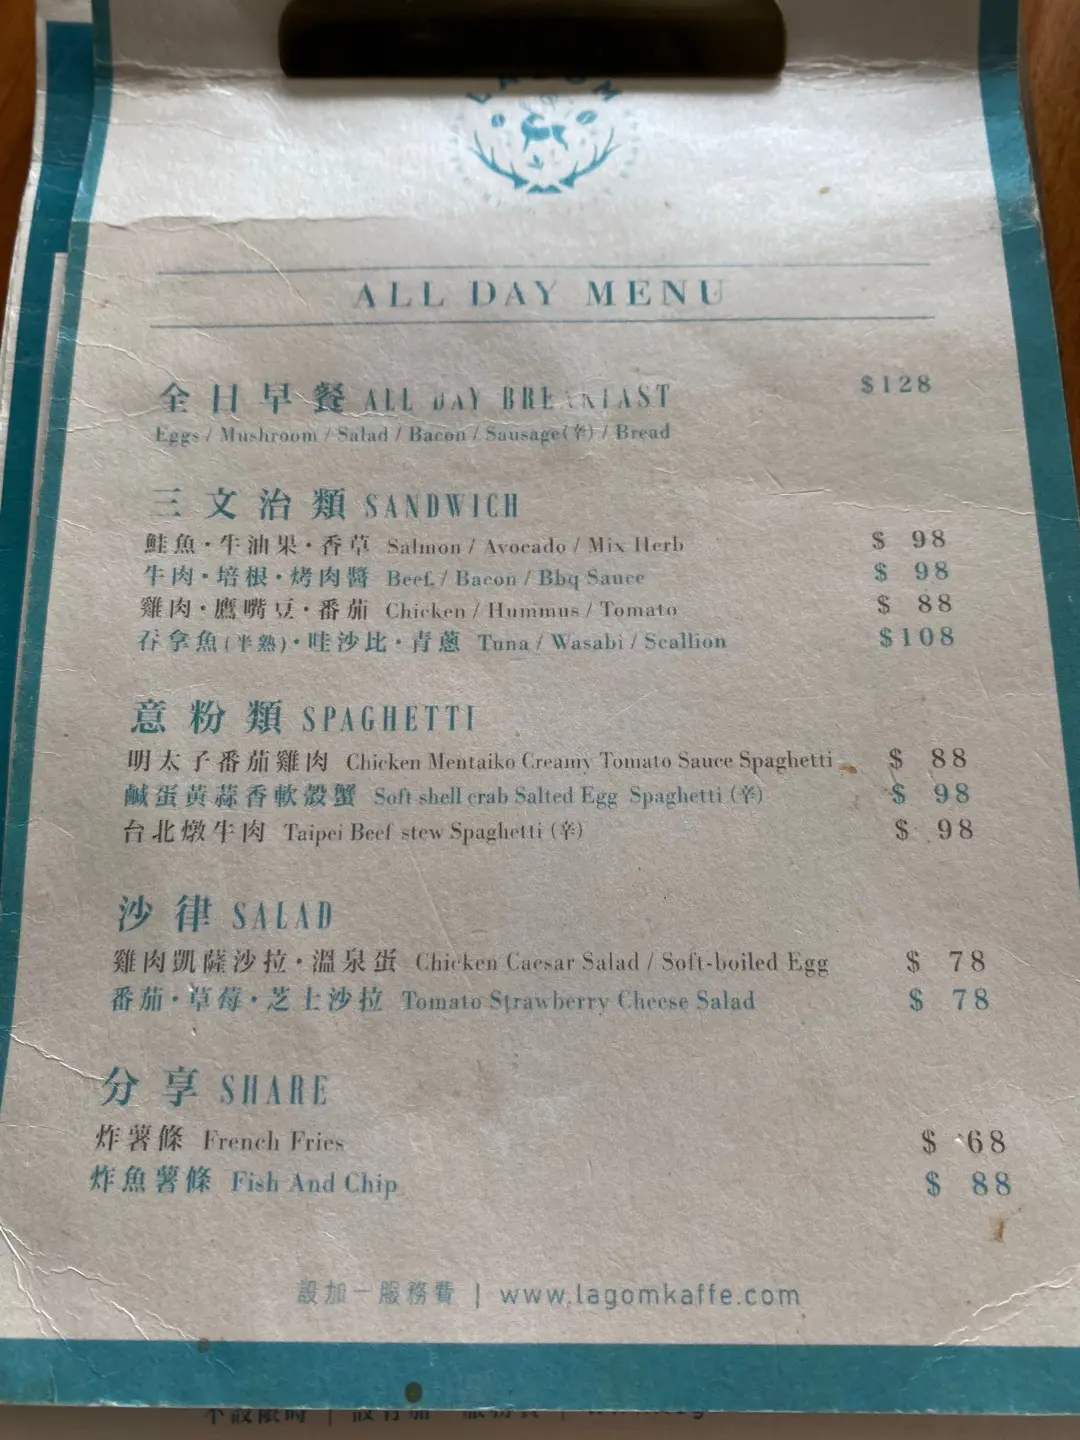 LAGOM
ALL DAY MENU
全日早餐 ALL DAY BREAKFAST $128
Eggs / Mushroom / Salad / Bacon / Sausage(辛) / Bread
三文治類 SANDWICH
鮭魚·牛油果·香草 Salmon / Avocado / Mix Herb $ 98
牛肉·培根·烤肉醬 Beef / Bacon / Bbq Sauce $ 98
雞肉·鷹嘴豆·番茄 Chicken / Hummus / Tomato $ 88
吞拿魚(半熟)·哇沙比·青蔥 Tuna / Wasabi / Scallion $108
意粉類 SPAGHETTI
明太子番茄雞肉 Chicken Mentaiko Creamy Tomato Sauce Spaghetti $ 88
鹹蛋黃蒜香軟殼蟹 Soft shell crab Salted Egg Spaghetti (辛) $ 98
台北燉牛肉 Taipei Beef stew Spaghetti (辛) $ 98
沙律 SALAD
雞肉凱薩沙拉·溫泉蛋 Chicken Caesar Salad / Soft-boiled Egg $ 78
番茄·草莓·芝士沙拉 Tomato Strawberry Cheese Salad $ 78
分享 SHARE
炸薯條 French Fries $ 68
炸魚薯條 Fish And Chip $ 88
設加一服務費 | www.lagomkaffe.com